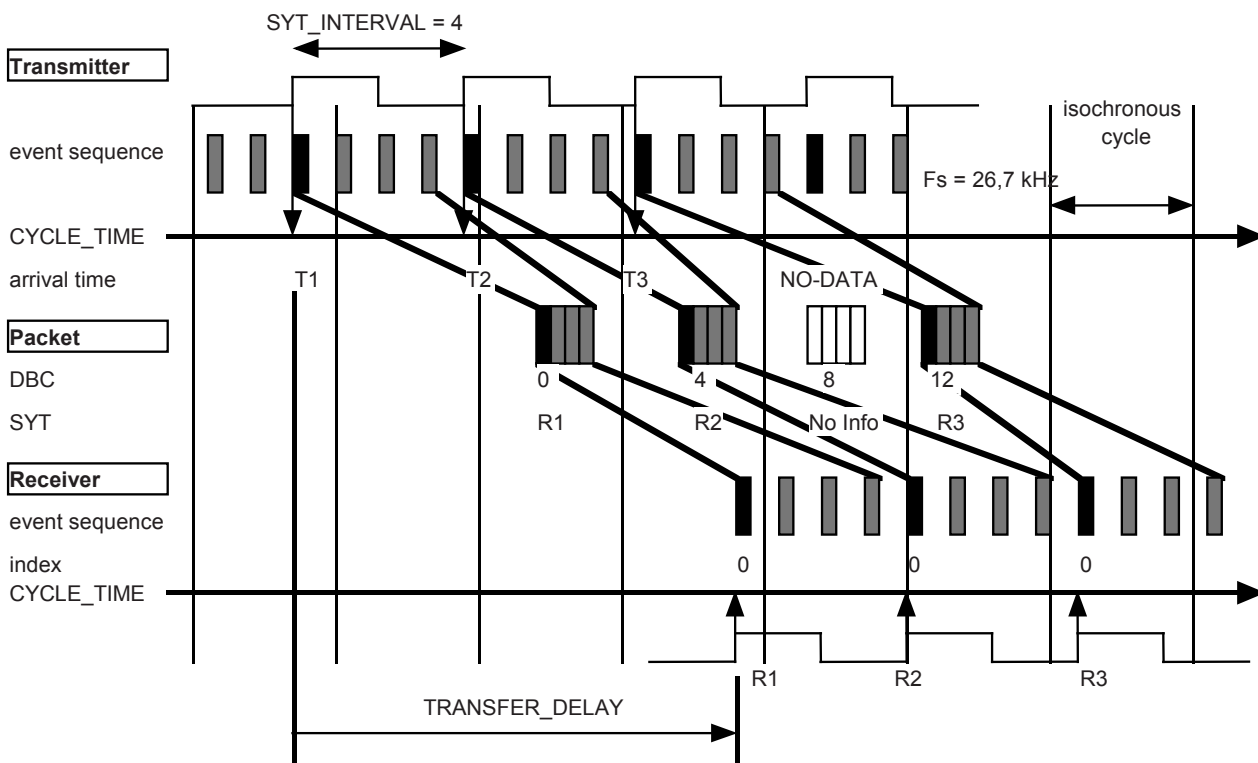 SYT_INTERVAL = 4
Transmitter
isochronous
cycle
event sequence
Fs = 26,7 kHz
CYCLE_TIME
arrival time T1 T2 T3 NO-DATA
Packet
DBC 0 4 8 12
SYT R1 R2 No Info R3
Receiver
event sequence
index 0 0 0
CYCLE_TIME
R1 R2 R3
TRANSFER_DELAY